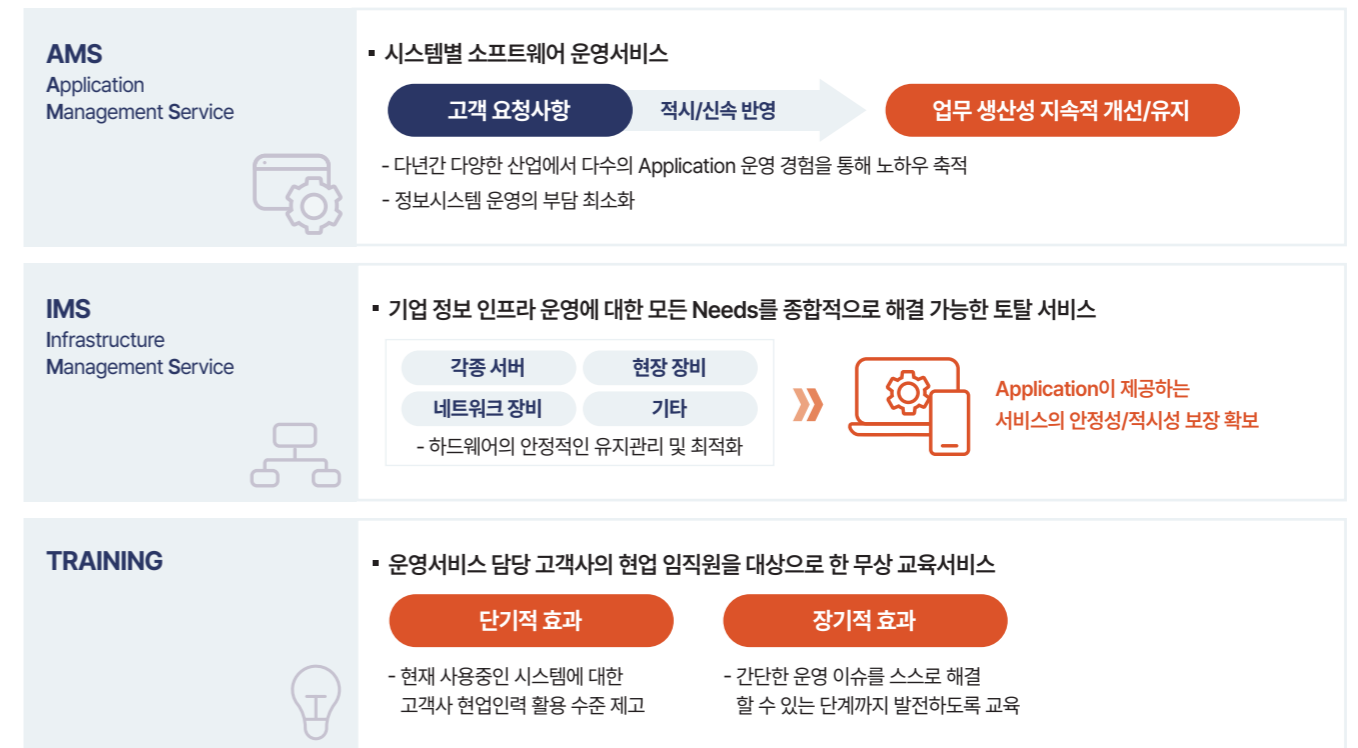 AMS
Application
Management Service
▪ 시스템별 소프트웨어 운영서비스
고객 요청사항 적시/신속 반영 업무 생산성 지속적 개선/유지
- 다년간 다양한 산업에서 다수의 Application 운영 경험을 통해 노하우 축적
- 정보시스템 운영의 부담 최소화
IMS
Infrastructure
Management Service
▪ 기업 정보 인프라 운영에 대한 모든 Needs를 종합적으로 해결 가능한 토탈 서비스
각종 서버 현장 장비
네트워크 장비 기타
- 하드웨어의 안정적인 유지관리 및 최적화
Application이 제공하는
서비스의 안정성/적시성 보장 확보
TRAINING
▪ 운영서비스 담당 고객사의 현업 임직원을 대상으로 한 무상 교육서비스
단기적 효과
- 현재 사용중인 시스템에 대한
고객사 현업인력 활용 수준 제고
장기적 효과
- 간단한 운영 이슈를 스스로 해결
할 수 있는 단계까지 발전하도록 교육